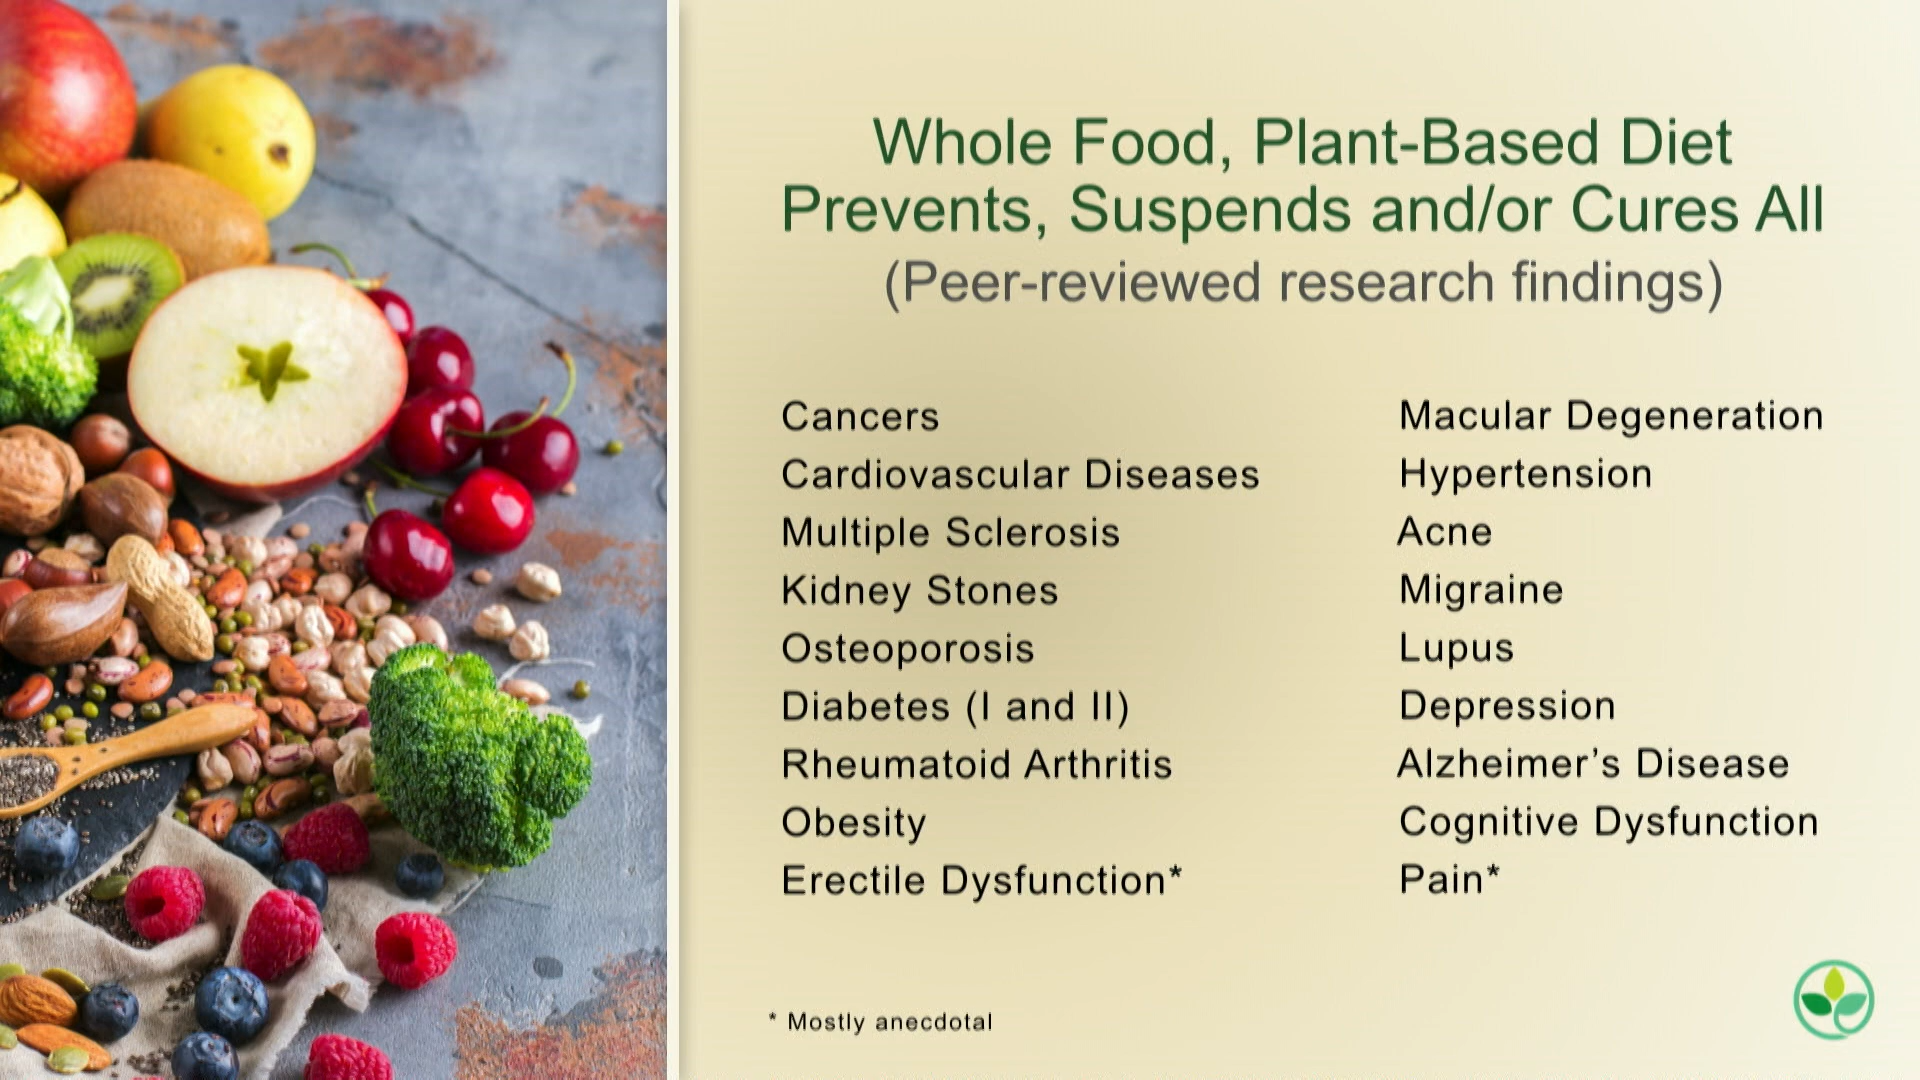 Whole Food, Plant-Based Diet
Prevents, Suspends and/or Cures All
(Peer-reviewed research findings)
Cancers
Cardiovascular Diseases
Multiple Sclerosis
Kidney Stones
Osteoporosis
Diabetes (I and II)
Rheumatoid Arthritis
Obesity
Erectile Dysfunction*
Macular Degeneration
Hypertension
Acne
Migraine
Lupus
Depression
Alzheimer’s Disease
Cognitive Dysfunction
Pain*
* Mostly anecdotal